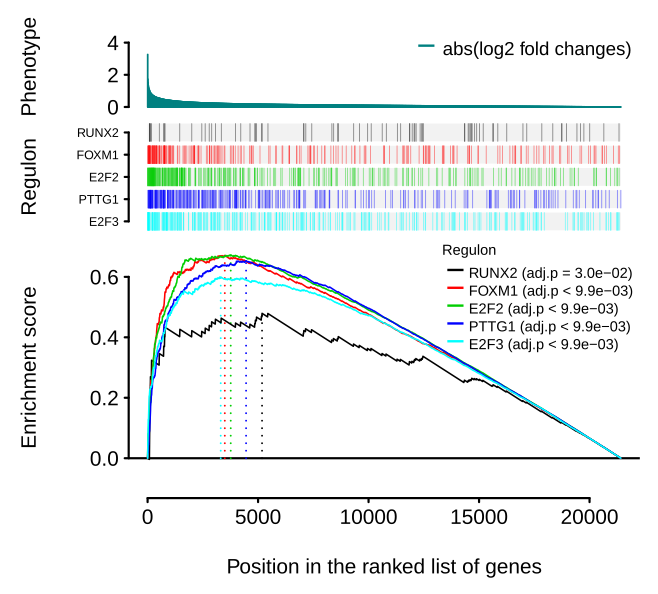 Phenotype
4
2
0
abs(log2 fold changes)
Regulon
RUNX2
FOXM1
E2F2
PTTG1
E2F3
Enrichment score
0.6
0.4
0.2
0.0
Regulon
RUNX2 (adj.p = 3.0e−02)
FOXM1 (adj.p < 9.9e−03)
E2F2 (adj.p < 9.9e−03)
PTTG1 (adj.p < 9.9e−03)
E2F3 (adj.p < 9.9e−03)
0 5000 10000 15000 20000
Position in the ranked list of genes